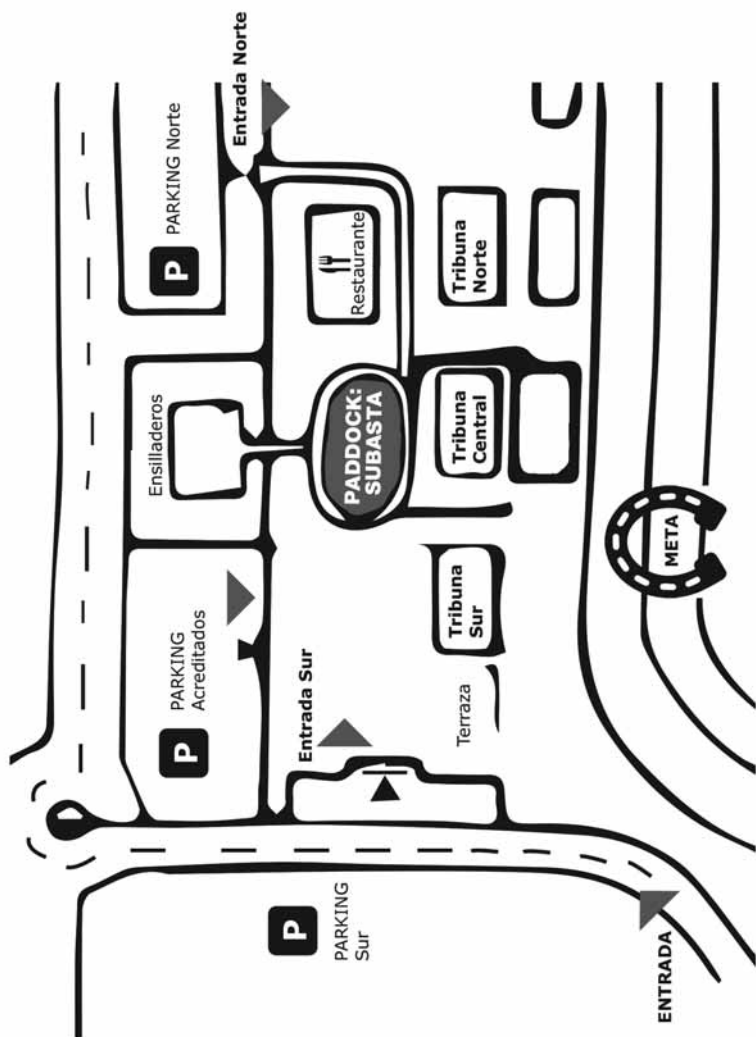 Ensilladeros
P
PARKING
Acreditados
P
PARKING Norte
Entrada Norte
P
PARKING
Sur
Entrada Sur
PADDOCK:
SUBASTA
Restaurante
Terraza
Tribuna
Sur
Tribuna
Central
Tribuna
Norte
ENTRADA
META